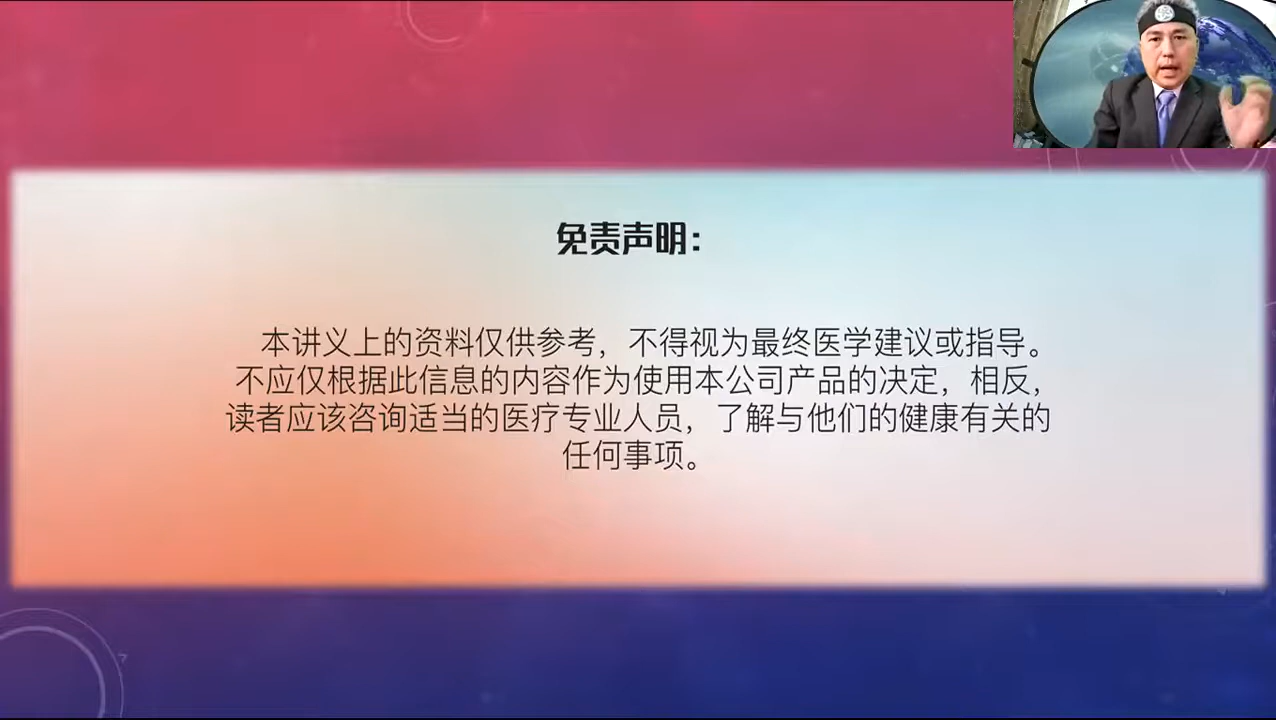 免责声明：
本讲义上的资料仅供参考，不得视为最终医学建议或指导。
不应仅根据此信息的内容作为使用本公司产品的决定，相反，
读者应该咨询适当的医疗专业人员，了解与他们的健康有关的
任何事项。